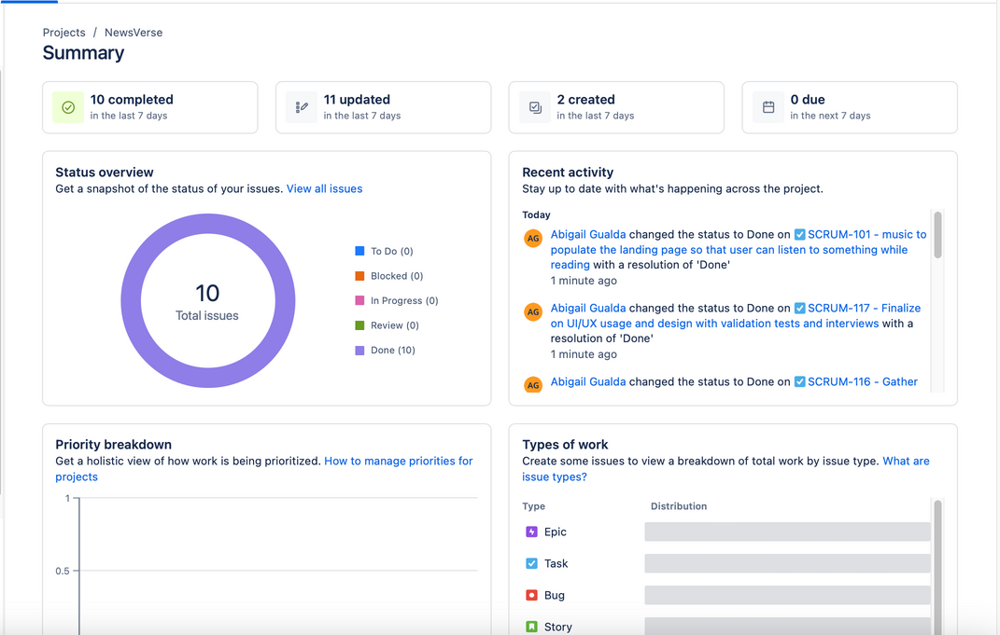 Projects / NewsVerse
Summary
10 completed
in the last 7 days
11 updated
in the last 7 days
2 created
in the last 7 days
0 due
in the next 7 days
Status overview
Get a snapshot of the status of your issues. View all issues
10
Total issues
To Do (0)
Blocked (0)
In Progress (0)
Review (0)
Done (10)
Recent activity
Stay up to date with what's happening across the project.
Today
AG
Abigail Gualda changed the status to Done on SCRUM-101 - music to
populate the landing page so that user can listen to something while
reading with a resolution of 'Done'
1 minute ago
AG
Abigail Gualda changed the status to Done on SCRUM-117 - Finalize
on UI/UX usage and design with validation tests and interviews with a
resolution of 'Done'
1 minute ago
AG
Abigail Gualda changed the status to Done on SCRUM-116 - Gather
Priority breakdown
Get a holistic view of how work is being prioritized. How to manage priorities for
projects
1
0.5
Types of work
Create some issues to view a breakdown of total work by issue type. What are
issue types?
Type Distribution
Epic
Task
Bug
Story